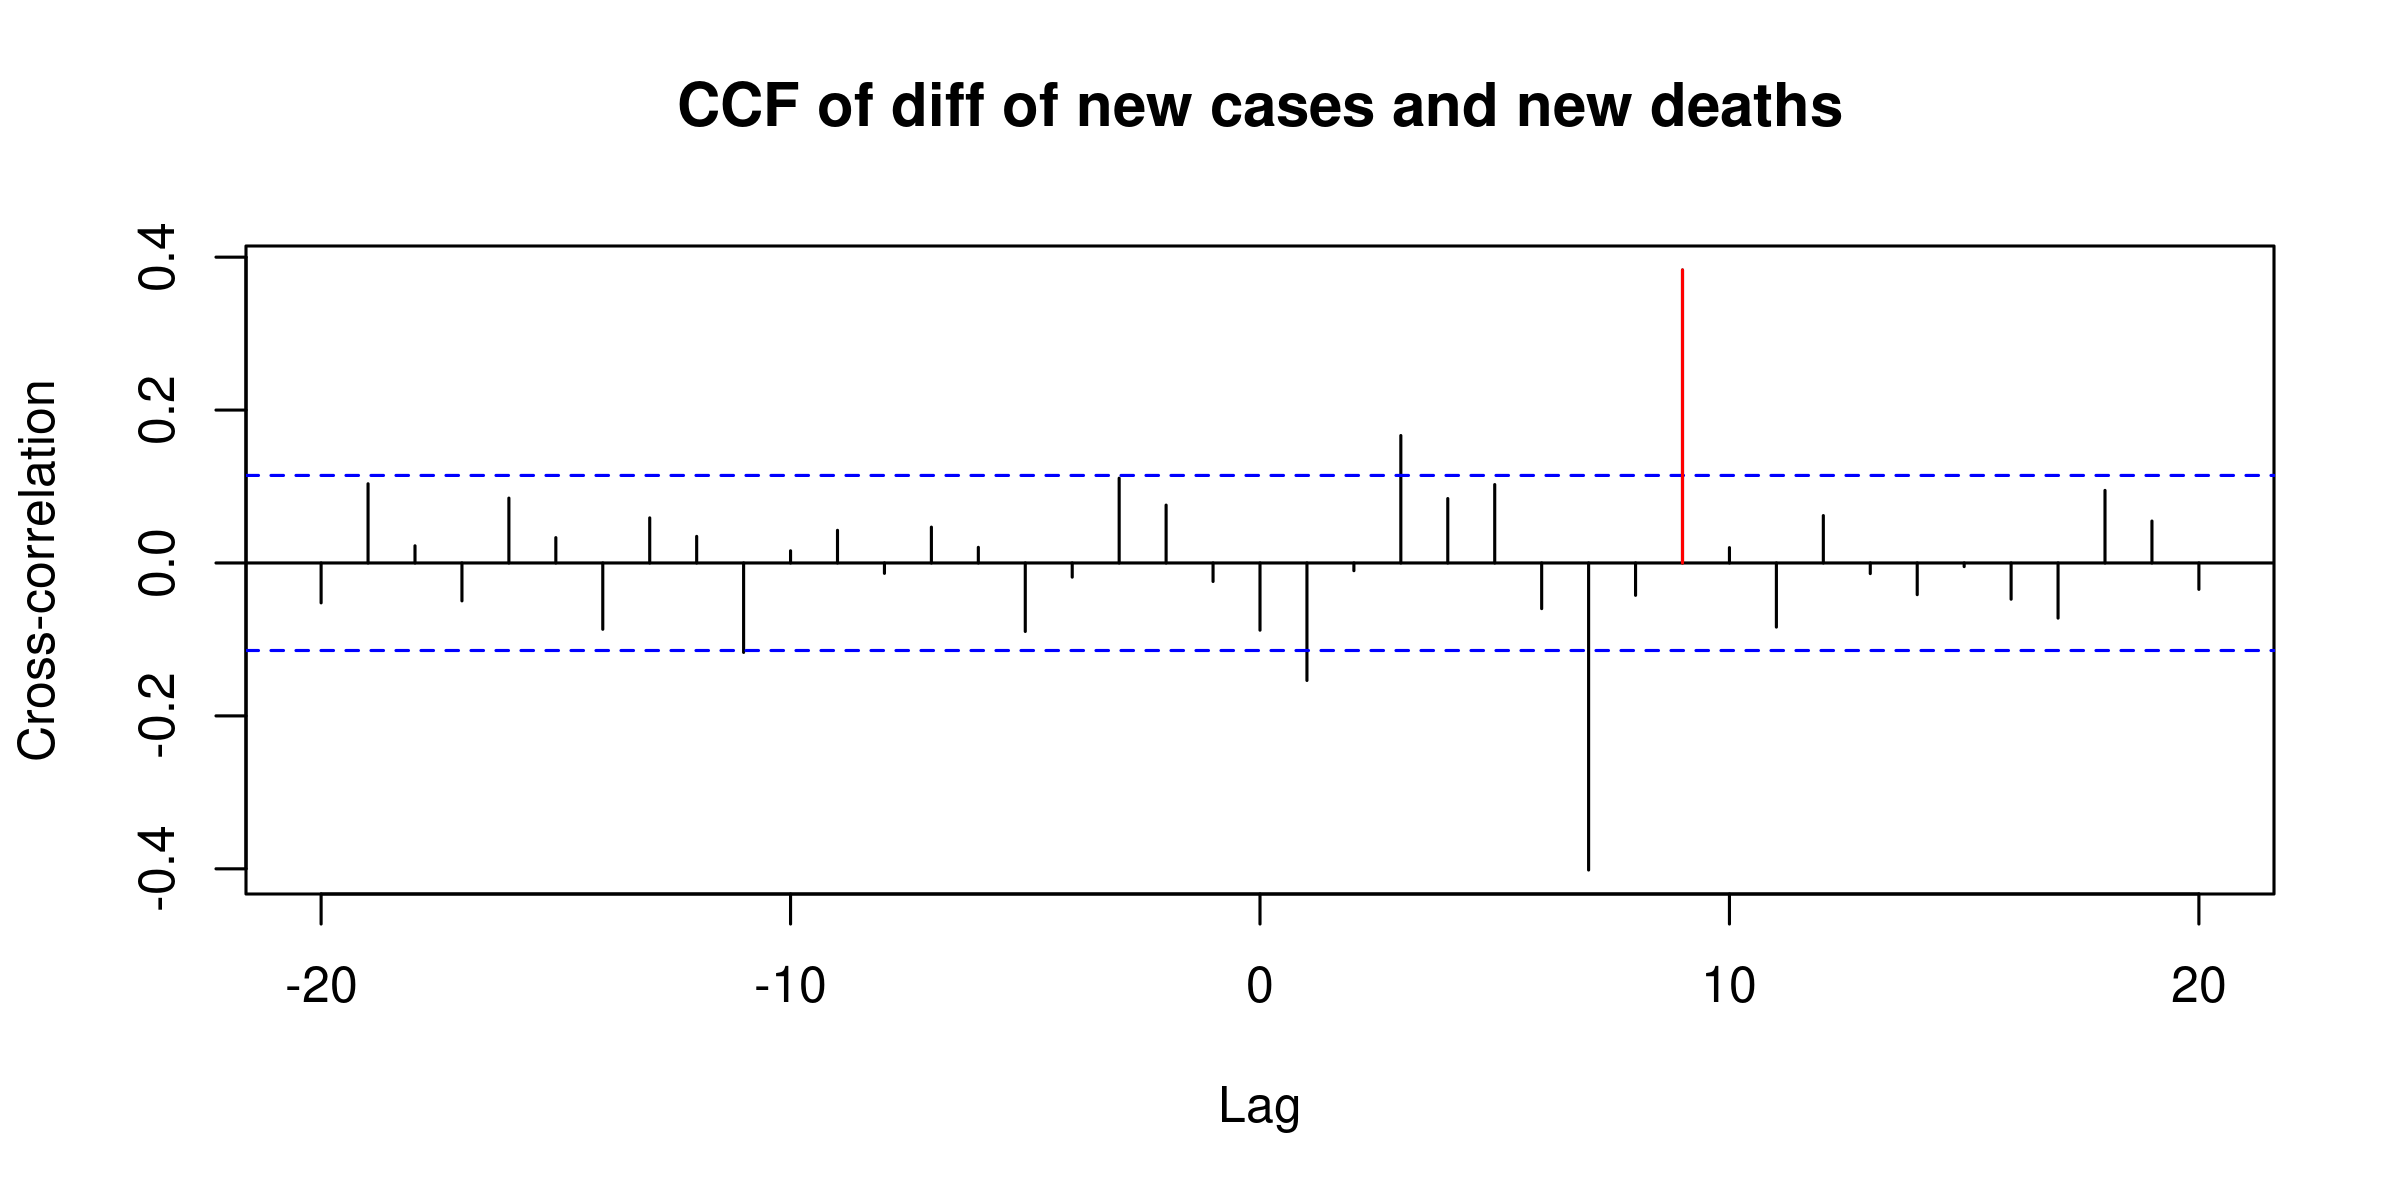 CCF of diff of new cases and new deaths
Cross-correlation
0.4
0.2
0.0
-0.2
-0.4
-20 -10 0 10 20
Lag